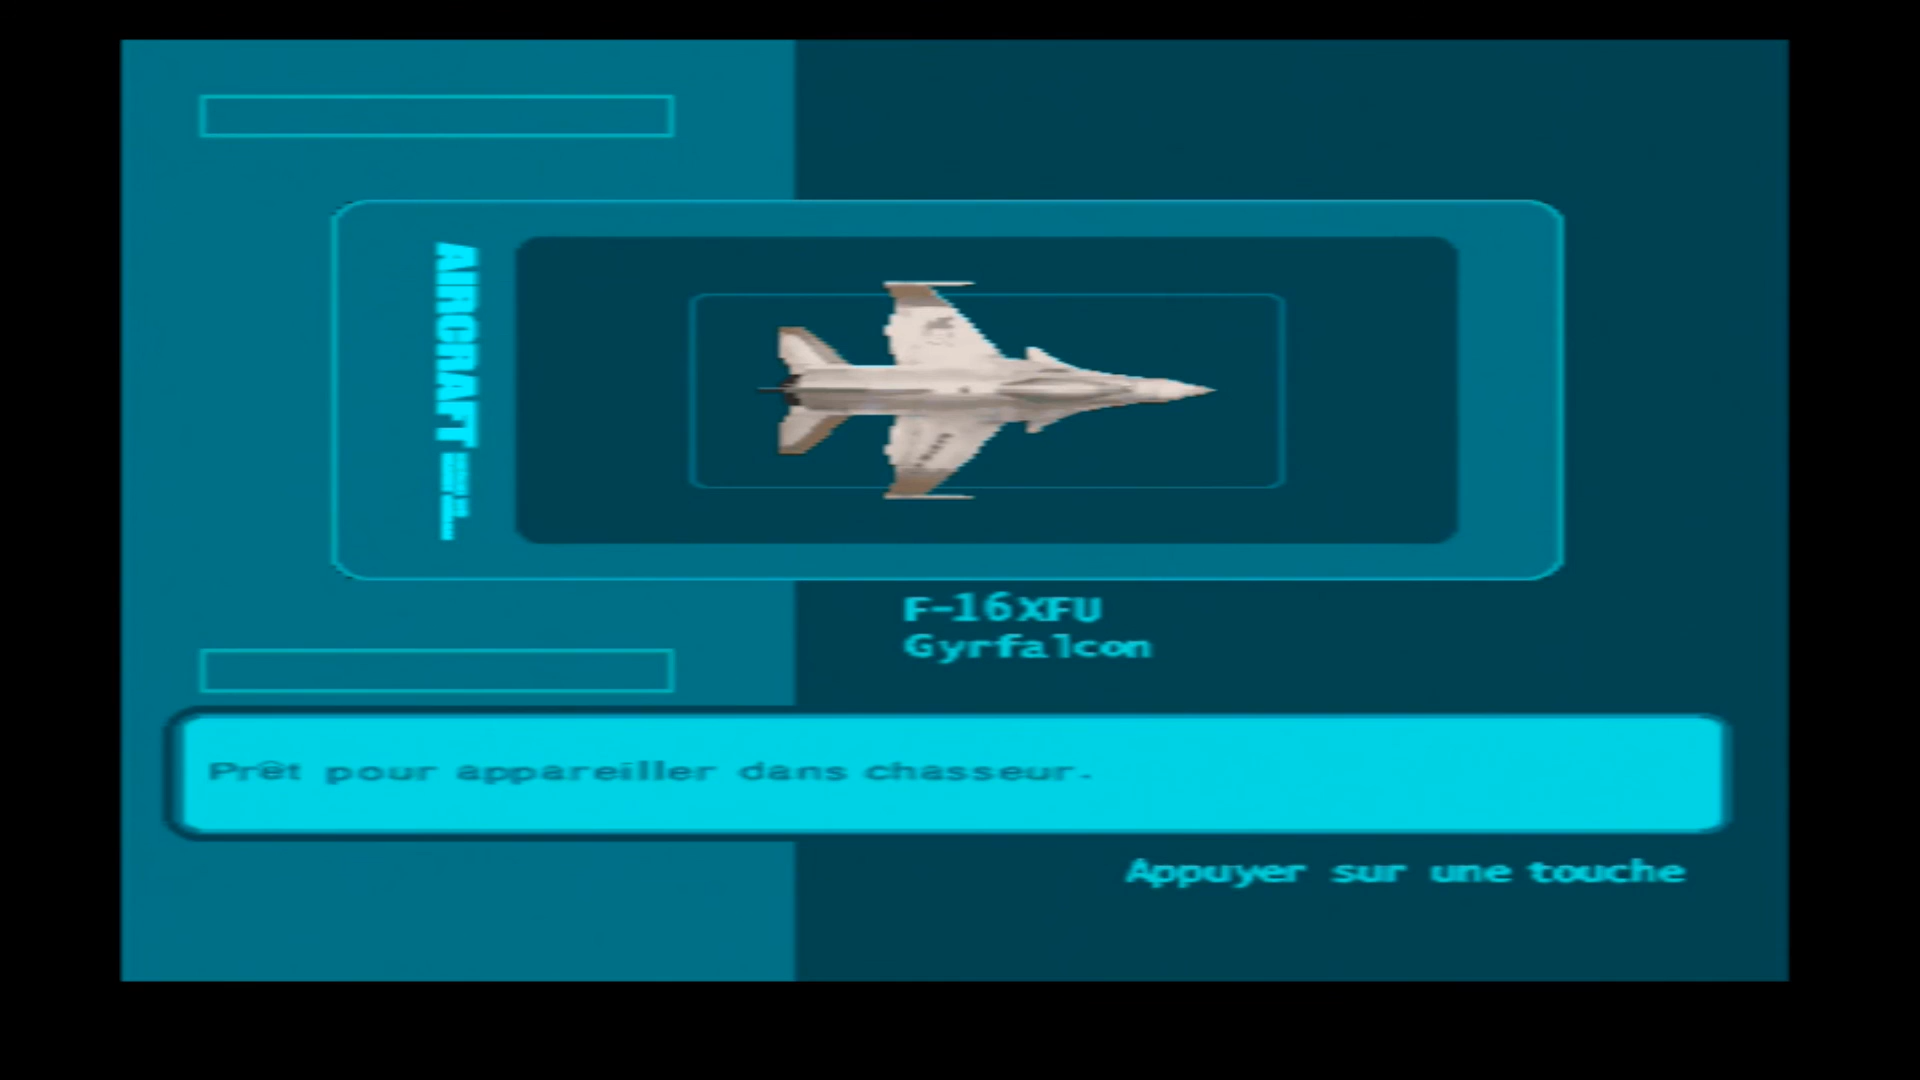 AIRCRAFT
F-16XFU
Gyrfalcon
Prêt pour appareiller dans chasseur.
Appuyer sur une touche